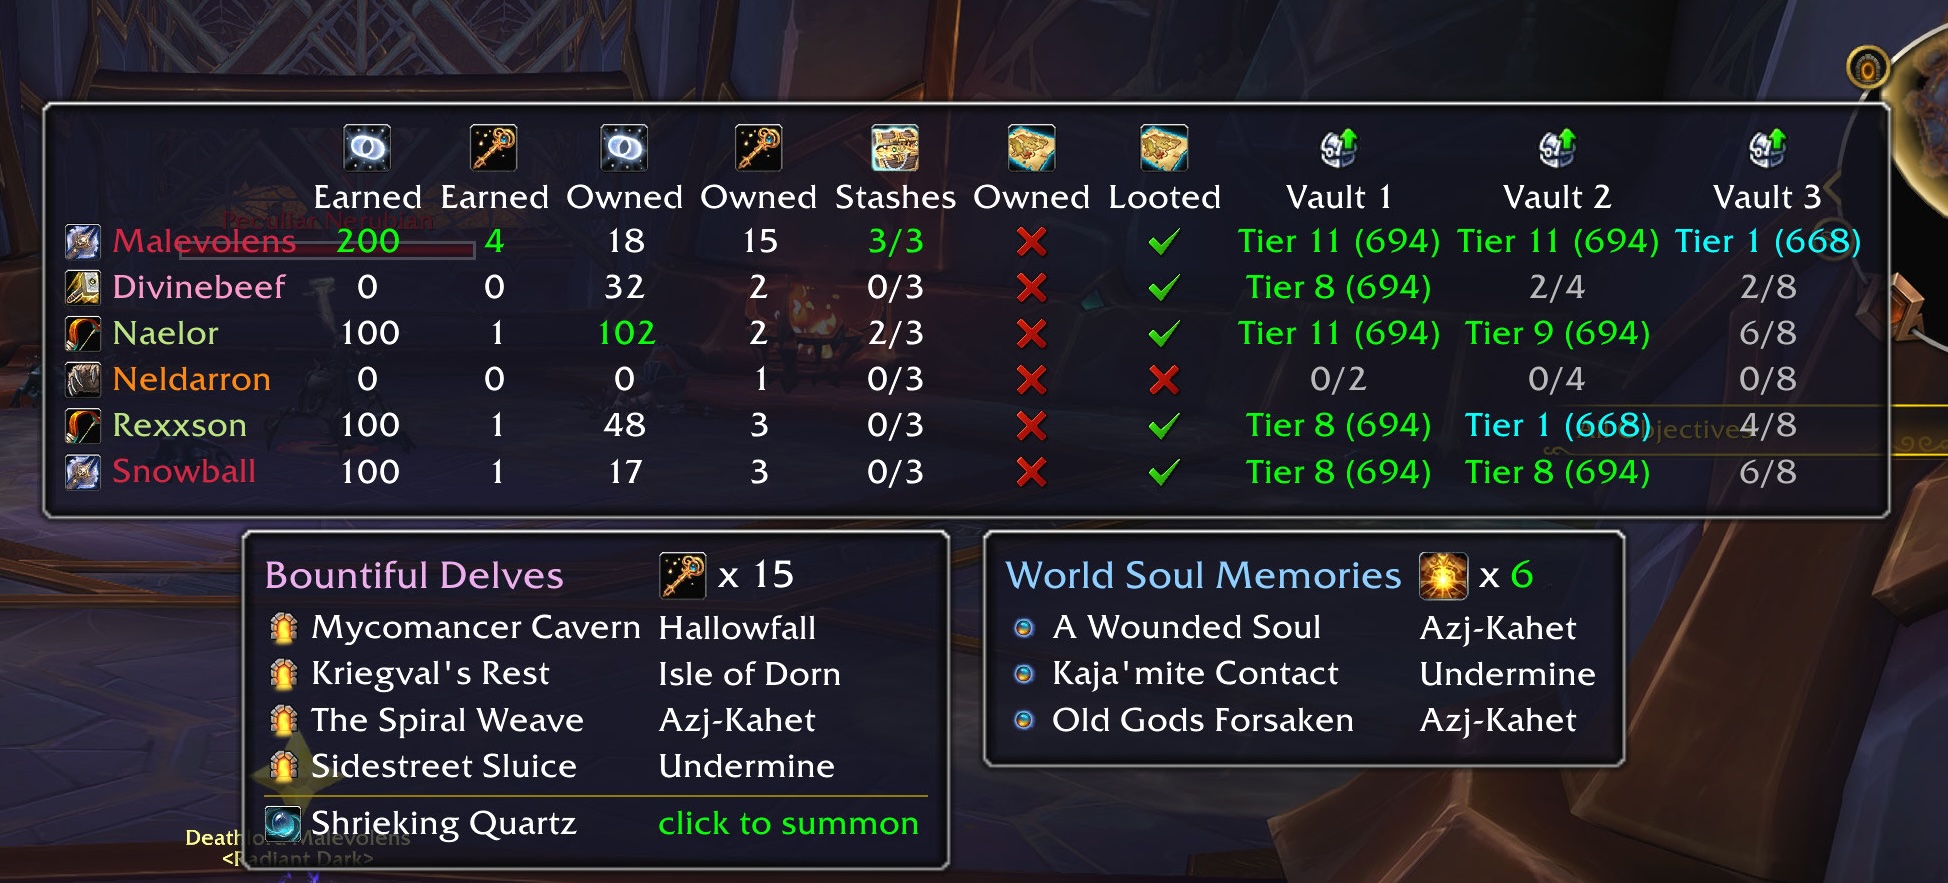 Earned Earned Owned Owned Stashes Owned Looted Vault 1 Vault 2 Vault 3
Peculiar Nerubian
Malevolens 200 4 18 15 3/3 Tier 11 (694) Tier 11 (694) Tier 1 (668)
Divinebeef 0 0 32 2 0/3 Tier 8 (694) 2/4 2/8
Naelor 100 1 102 2 2/3 Tier 11 (694) Tier 9 (694) 6/8
Neldarron 0 0 0 1 0/3 0/2 0/4 0/8
Rexxson 100 1 48 3 0/3 Tier 8 (694) Tier 1 (668) 4/8
Objectives
Snowball 100 1 17 3 0/3 Tier 8 (694) Tier 8 (694) 6/8
Bountiful Delves x 15
Mycomancer Cavern Hallowfall
Kriegval's Rest Isle of Dorn
The Spiral Weave Azj-Kahet
Sidestreet Sluice Undermine
Shrieking Quartz click to summon
World Soul Memories x 6
A Wounded Soul Azj-Kahet
Kaja'mite Contact Undermine
Old Gods Forsaken Azj-Kahet
Deathlord Malevolens
<Radiant Dark>